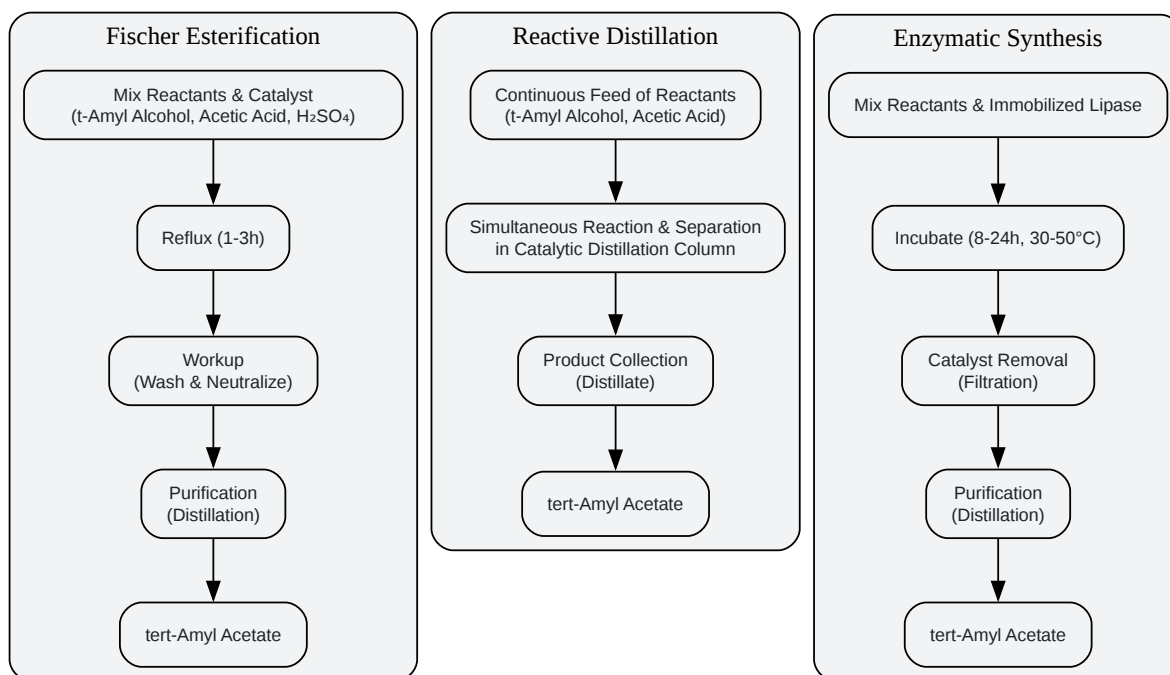 Fischer Esterification
Mix Reactants & Catalyst
(t-Amyl Alcohol, Acetic Acid, H₂SO₄)
Reflux (1-3h)
Workup
(Wash & Neutralize)
Purification
(Distillation)
tert-Amyl Acetate
Reactive Distillation
Continuous Feed of Reactants
(t-Amyl Alcohol, Acetic Acid)
Simultaneous Reaction & Separation
in Catalytic Distillation Column
Product Collection
(Distillate)
tert-Amyl Acetate
Enzymatic Synthesis
Mix Reactants & Immobilized Lipase
Incubate (8-24h, 30-50°C)
Catalyst Removal
(Filtration)
Purification
(Distillation)
tert-Amyl Acetate